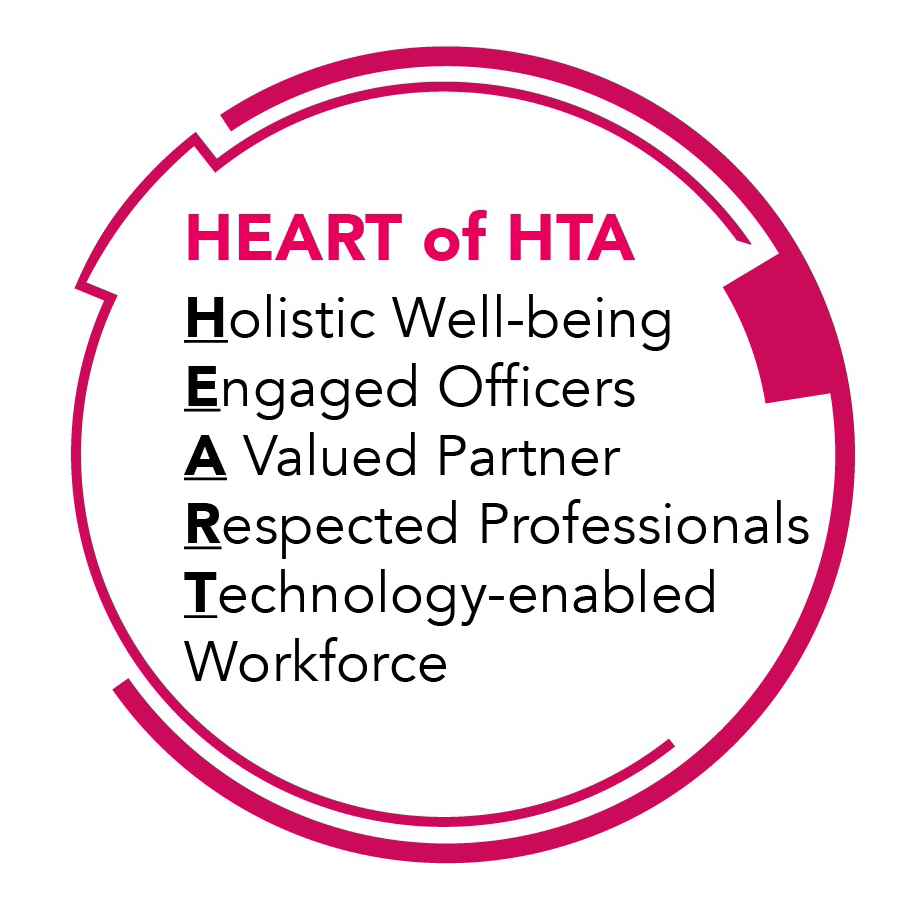 HEART of HTA
Holistic Well-being
Engaged Officers
A Valued Partner
Respected Professionals
Technology-enabled
Workforce